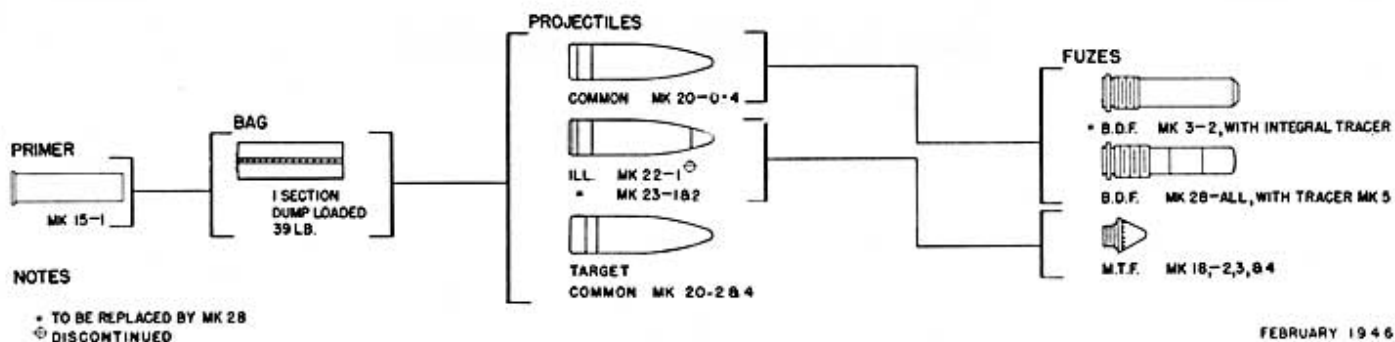 PRIMER
MK 15-1
BAG
1 SECTION
DUMP LOADED
39 LB.
PROJECTILES
COMMON MK 20-0-4
ILL. MK 22-1 ⊖
" MK 23-1&2
TARGET
COMMON MK 20-2&4
FUZES
* B.D.F. MK 3-2, WITH INTEGRAL TRACER
B.D.F. MK 28-ALL, WITH TRACER MK 5
M.T.F. MK 18,-2,3,&4
NOTES
* TO BE REPLACED BY MK 28
⊖ DISCONTINUED
FEBRUARY 1946